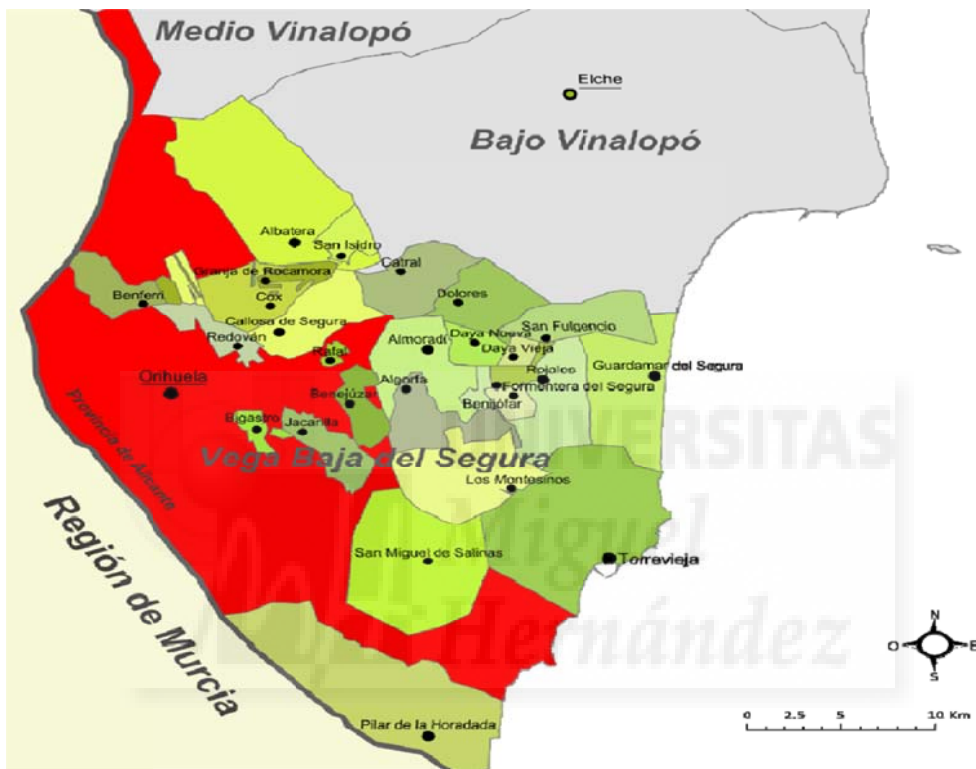 Medio Vinalopó
Elche
Bajo Vinalopó
Albatera
San Isidro
Catral
Granja de Rocamora
Benferri
Cox
Dolores
Callosa de Segura
Redován
Rafal
Almoradí
Daya Nueva
San Fulgencio
Daya Vieja
Guardamar del Segura
Rojales
Orihuela
Algorfa
Formentera del Segura
Benejúzar
Benijófar
Bigastro
Jacarilla
Provincia de Alicante
Vega Baja del Segura
UNIVERSITAS
Los Montesinos
Miguel
Región de Murcia
San Miguel de Salinas
Torrevieja
Hernández
Pilar de la Horadada
N
O
E
S
0 2.5 5 10 Km